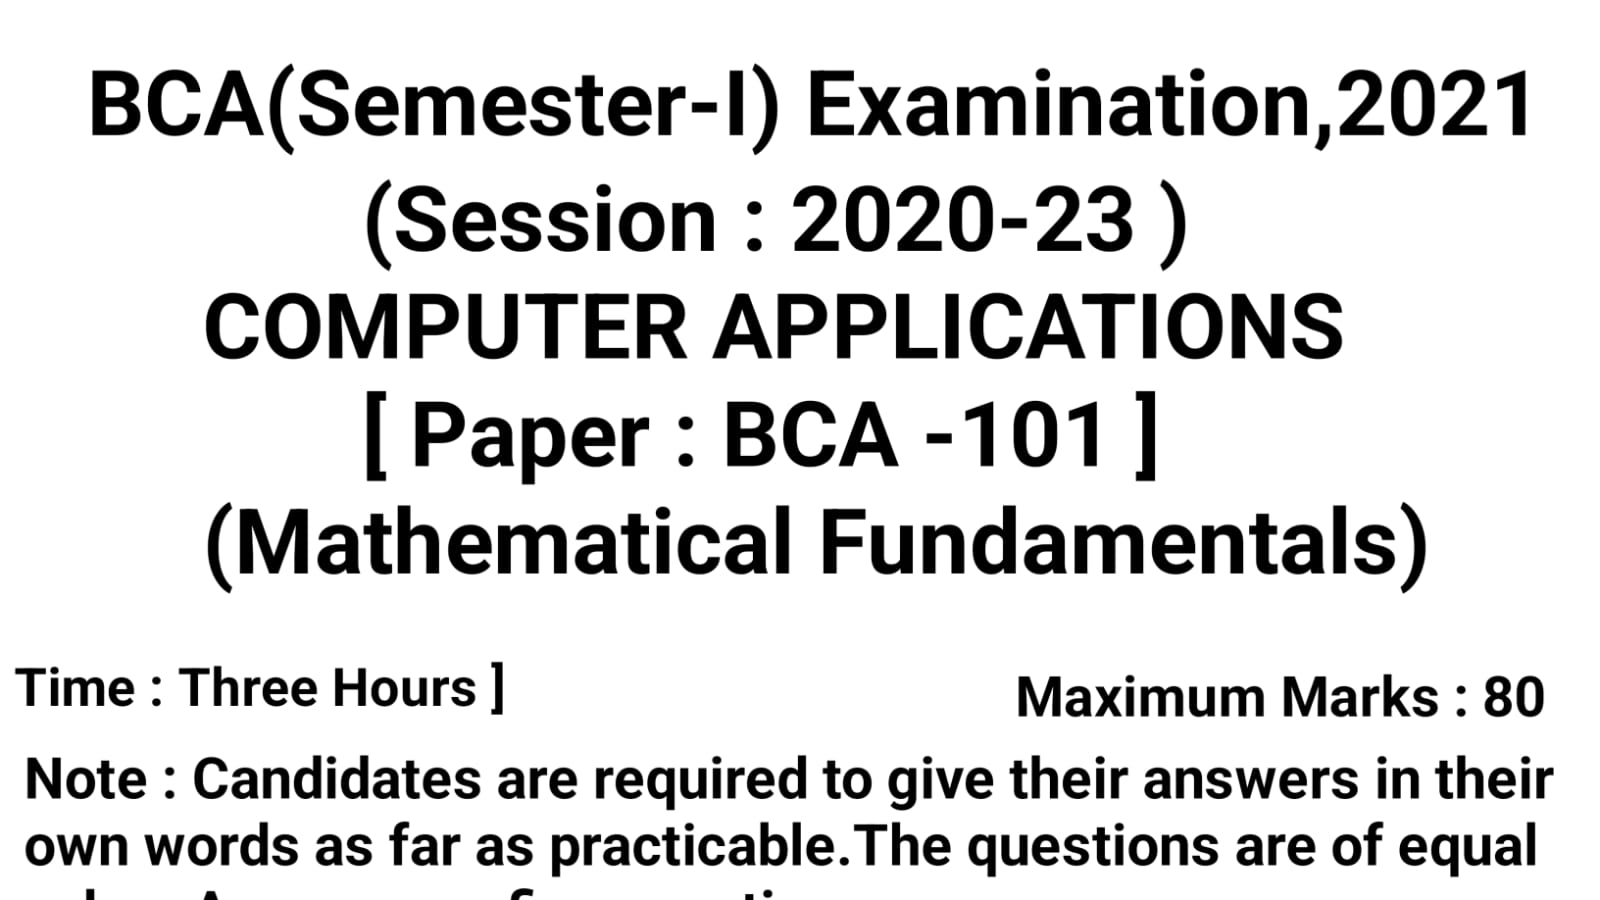 BCA(Semester-I) Examination,2021
(Session : 2020-23 )
COMPUTER APPLICATIONS
[ Paper : BCA -101 ]
(Mathematical Fundamentals)
Time : Three Hours ] Maximum Marks : 80
Note : Candidates are required to give their answers in their
own words as far as practicable.The questions are of equal